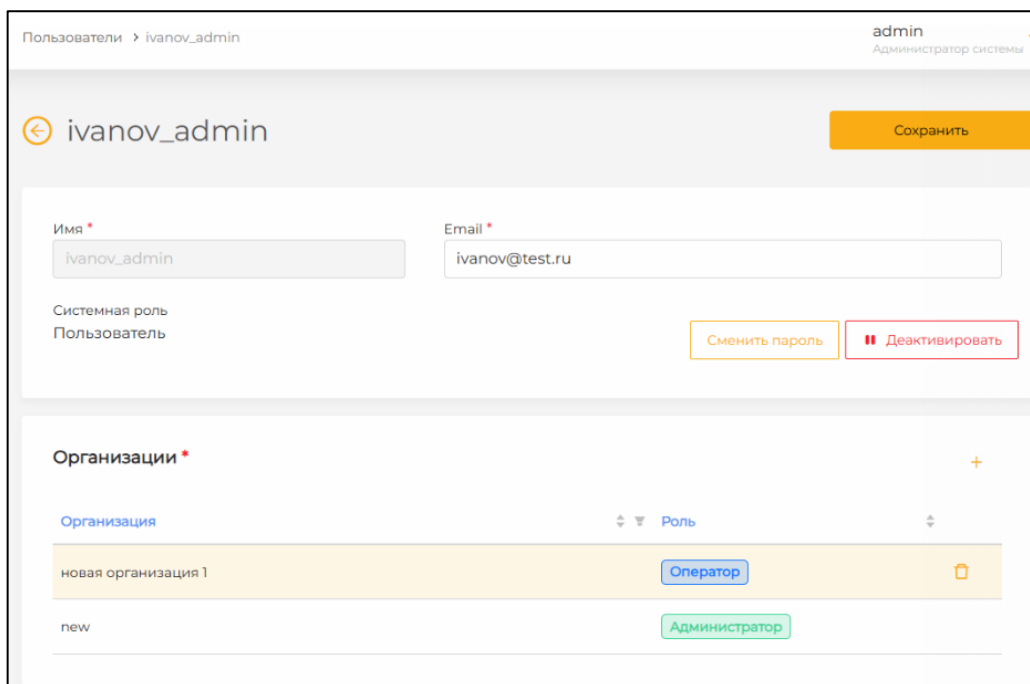 Пользователи > ivanov_admin
admin
Администратор системы
ivanov_admin
Сохранить
Имя *
Email *
ivanov_admin
ivanov@test.ru
Системная роль
Пользователь
Сменить пароль
Деактивировать
Организации *
+
Организация
Роль
новая организация 1
Оператор
new
Администратор